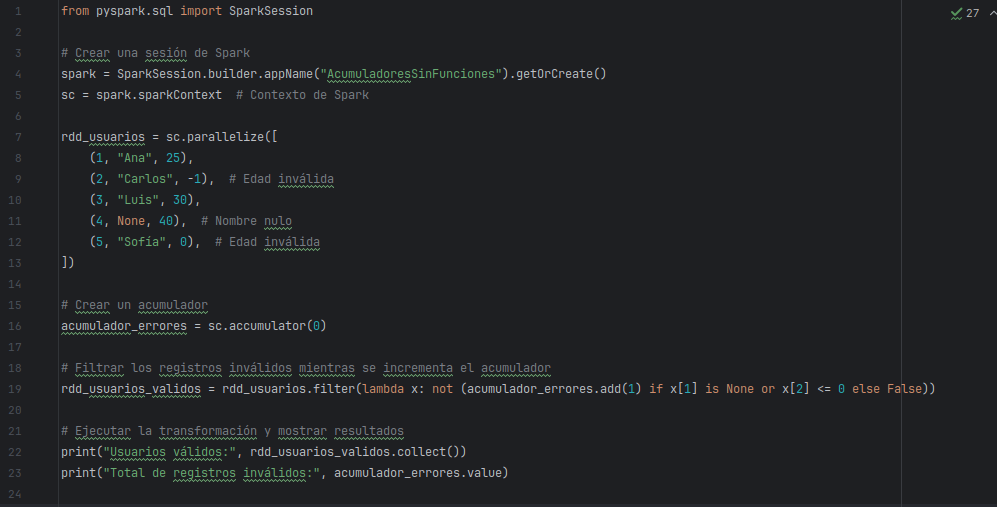 1 from pyspark.sql import SparkSession
27
2
3 # Crear una sesión de Spark
4 spark = SparkSession.builder.appName("AcumuladoresSinFunciones").getOrCreate()
5 sc = spark.sparkContext  # Contexto de Spark
6
7 rdd_usuarios = sc.parallelize([
8     (1, "Ana", 25),
9     (2, "Carlos", -1),  # Edad inválida
10     (3, "Luis", 30),
11     (4, None, 40),  # Nombre nulo
12     (5, "Sofía", 0),  # Edad inválida
13 ])
14
15 # Crear un acumulador
16 acumulador_errores = sc.accumulator(0)
17
18 # Filtrar los registros inválidos mientras se incrementa el acumulador
19 rdd_usuarios_validos = rdd_usuarios.filter(lambda x: not (acumulador_errores.add(1) if x[1] is None or x[2] <= 0 else False))
20
21 # Ejecutar la transformación y mostrar resultados
22 print("Usuarios válidos:", rdd_usuarios_validos.collect())
23 print("Total de registros inválidos:", acumulador_errores.value)
24